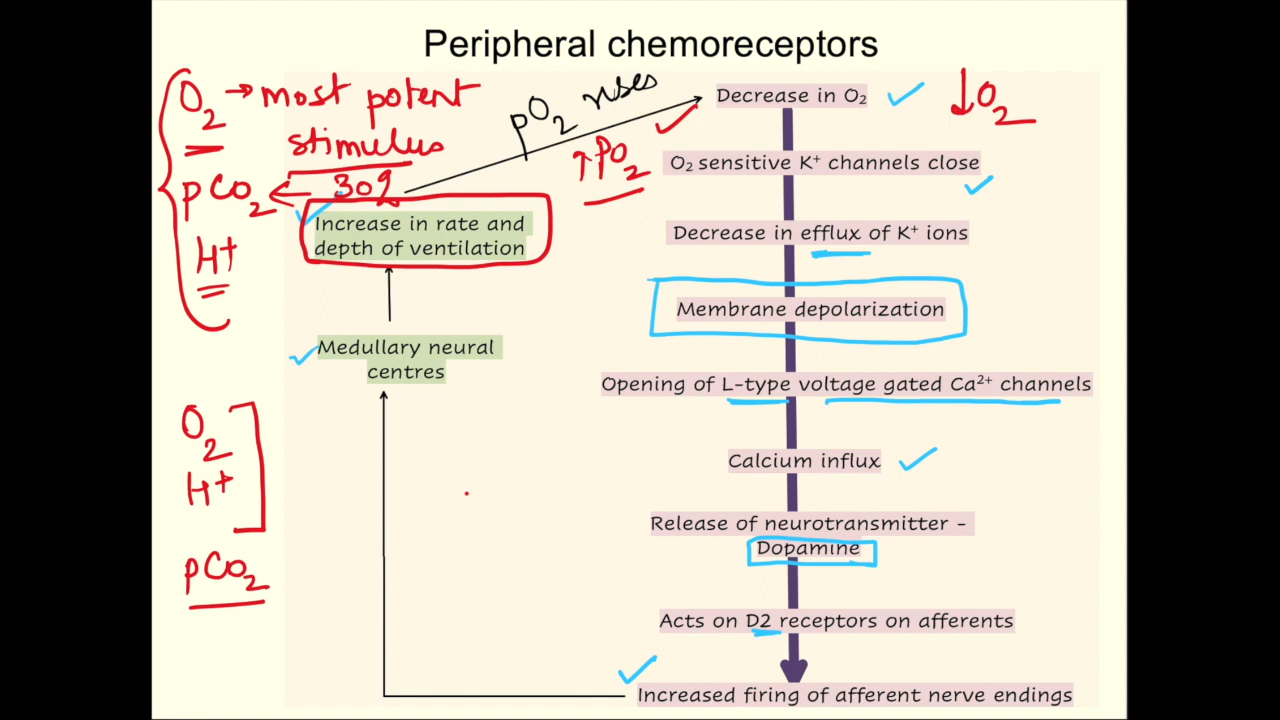 Peripheral chemoreceptors
O₂ → most potent
stimulus
pCO₂ ←
H⁺
pO₂ rises
↑PO₂
Decrease in O₂
↓O₂
O₂ sensitive K⁺ channels close
Increase in rate and
depth of ventilation
Decrease in efflux of K⁺ ions
Membrane depolarization
Medullary neural
centres
Opening of L-type voltage gated Ca²⁺ channels
O₂
H⁺
pCO₂
Calcium influx
Release of neurotransmitter -
Dopamine
Acts on D2 receptors on afferents
Increased firing of afferent nerve endings